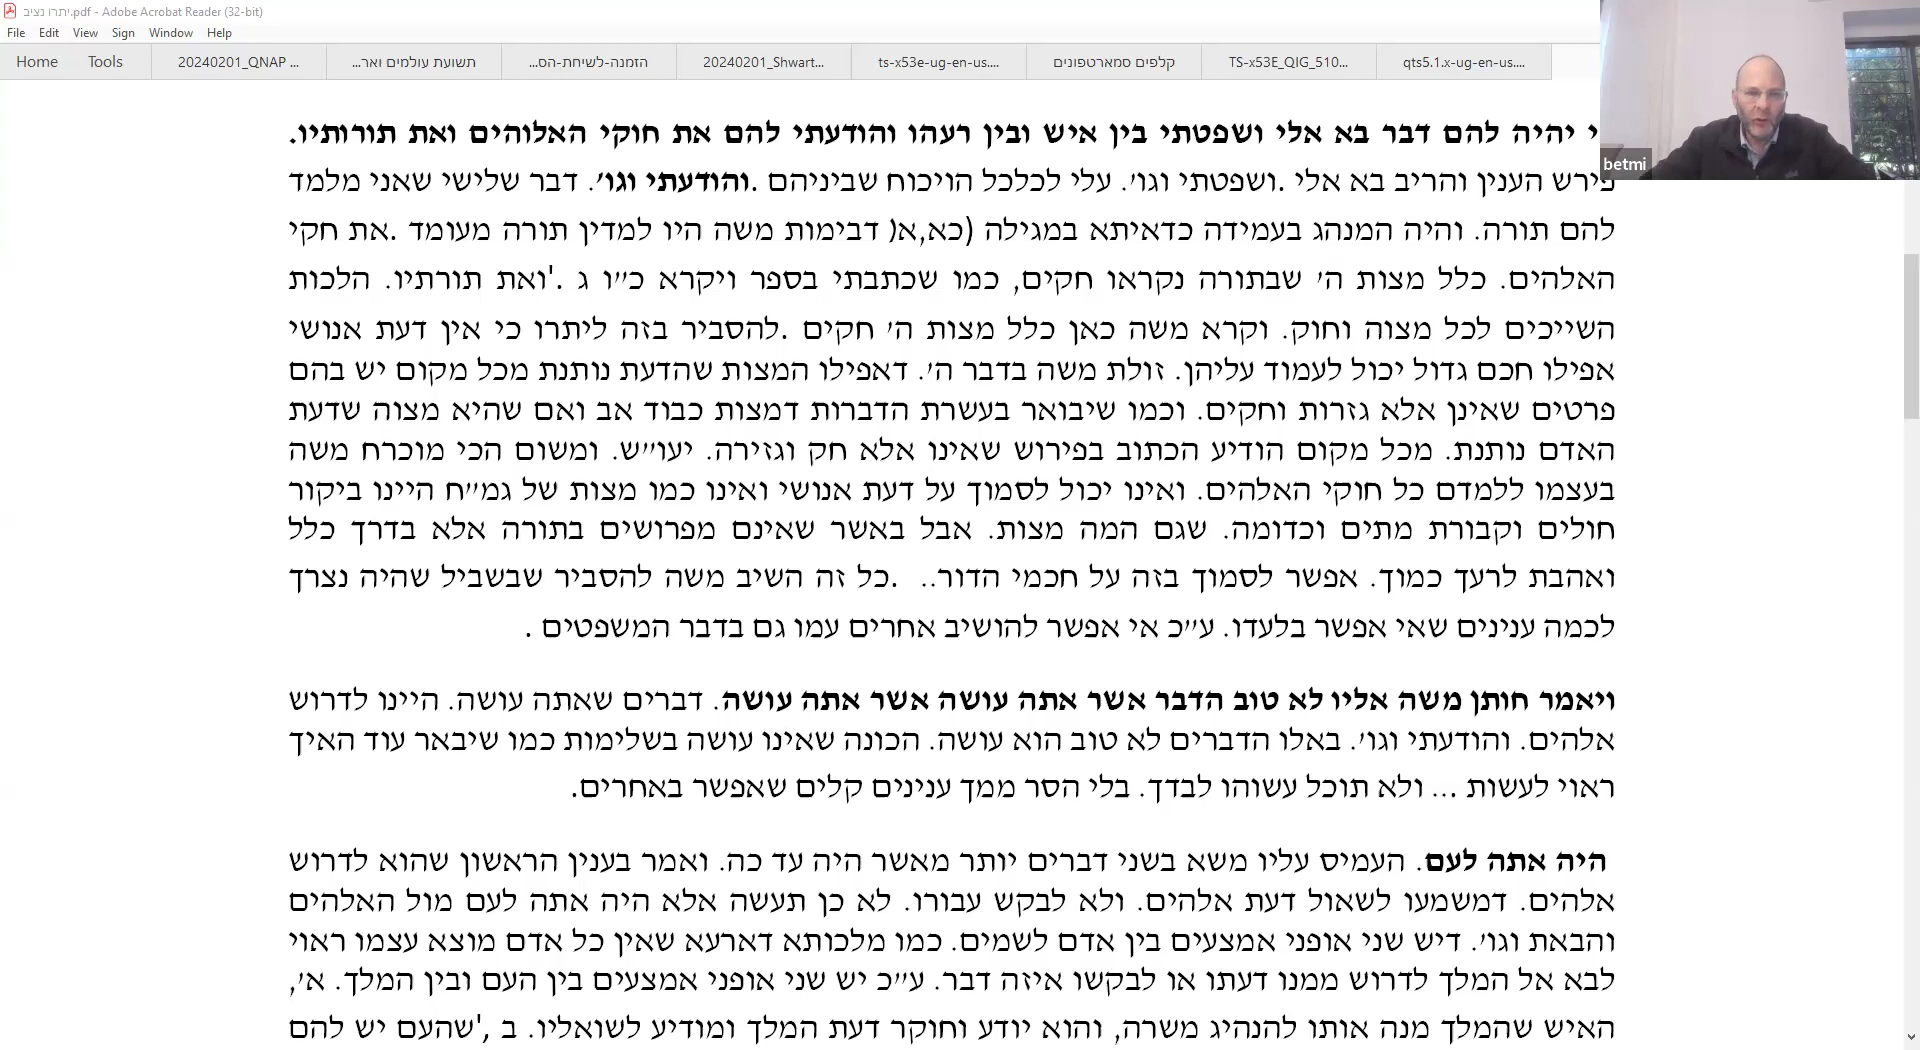 יתרו נציב.pdf - Adobe Acrobat Reader (32-bit)
File Edit View Sign Window Help
Home Tools 20240201_QNAP ... תשועת עולמים ואר... הזמנה-לשיחת-הס... 20240201_Shwart... ts-x53e-ug-en-us.... קלפים סמארטפונים TS-x53E_QIG_510... qts5.1.x-ug-en-us....
betmi
יהיה להם דבר בא אלי ושפטתי בין איש ובין רעהו והודעתי להם את חוקי האלוהים ואת תורותיו.
פירש הענין והריב בא אלי .ושפטתי וגו׳. עלי לכלכל הויכוח שביניהם .והודעתי וגו׳. דבר שלישי שאני מלמד
להם תורה. והיה המנהג בעמידה כדאיתא במגילה (כא,א( דבימות משה היו למדין תורה מעומד .את חקי
האלהים. כלל מצות ה׳ שבתורה נקראו חקים, כמו שכתבתי בספר ויקרא כ״ו ג .'ואת תורתיו. הלכות
השייכים לכל מצוה וחוק. וקרא משה כאן כלל מצות ה׳ חקים .להסביר בזה ליתרו כי אין דעת אנושי
אפילו חכם גדול יכול לעמוד עליהן. זולת משה בדבר ה׳. דאפילו המצות שהדעת נותנת מכל מקום יש בהם
פרטים שאינן אלא גזרות וחקים. וכמו שיבואר בעשרת הדברות דמצות כבוד אב ואם שהיא מצוה שדעת
האדם נותנת. מכל מקום הודיע הכתוב בפירוש שאינו אלא חק וגזירה. יעו״ש. ומשום הכי מוכרח משה
בעצמו ללמדם כל חוקי האלהים. ואינו יכול לסמוך על דעת אנושי ואינו כמו מצות של גמ״ח היינו ביקור
חולים וקבורת מתים וכדומה. שגם המה מצות. אבל באשר שאינם מפרושים בתורה אלא בדרך כלל
ואהבת לרעך כמוך. אפשר לסמוך בזה על חכמי הדור.. .כל זה השיב משה להסביר שבשביל שהיה נצרך
לכמה ענינים שאי אפשר בלעדו. ע״כ אי אפשר להושיב אחרים עמו גם בדבר המשפטים .
ויאמר חותן משה אליו לא טוב הדבר אשר אתה עושה אשר אתה עושה. דברים שאתה עושה. היינו לדרוש
אלהים. והודעתי וגו׳. באלו הדברים לא טוב הוא עושה. הכונה שאינו עושה בשלימות כמו שיבאר עוד האיך
ראוי לעשות ... ולא תוכל עשוהו לבדך. בלי הסר ממך ענינים קלים שאפשר באחרים.
היה אתה לעם. העמיס עליו משא בשני דברים יותר מאשר היה עד כה. ואמר בענין הראשון שהוא לדרוש
אלהים. דמשמעו לשאול דעת אלהים. ולא לבקש עבורו. לא כן תעשה אלא היה אתה לעם מול האלהים
והבאת וגו׳. דיש שני אופני אמצעים בין אדם לשמים. כמו מלכותא דארעא שאין כל אדם מוצא עצמו ראוי
לבא אל המלך לדרוש ממנו דעתו או לבקשו איזה דבר. ע״כ יש שני אופני אמצעים בין העם ובין המלך. א׳,
האיש שהמלך מנה אותו להנהיג משרה, והוא יודע וחוקר דעת המלך ומודיע לשואליו. ב ,'שהעם יש להם